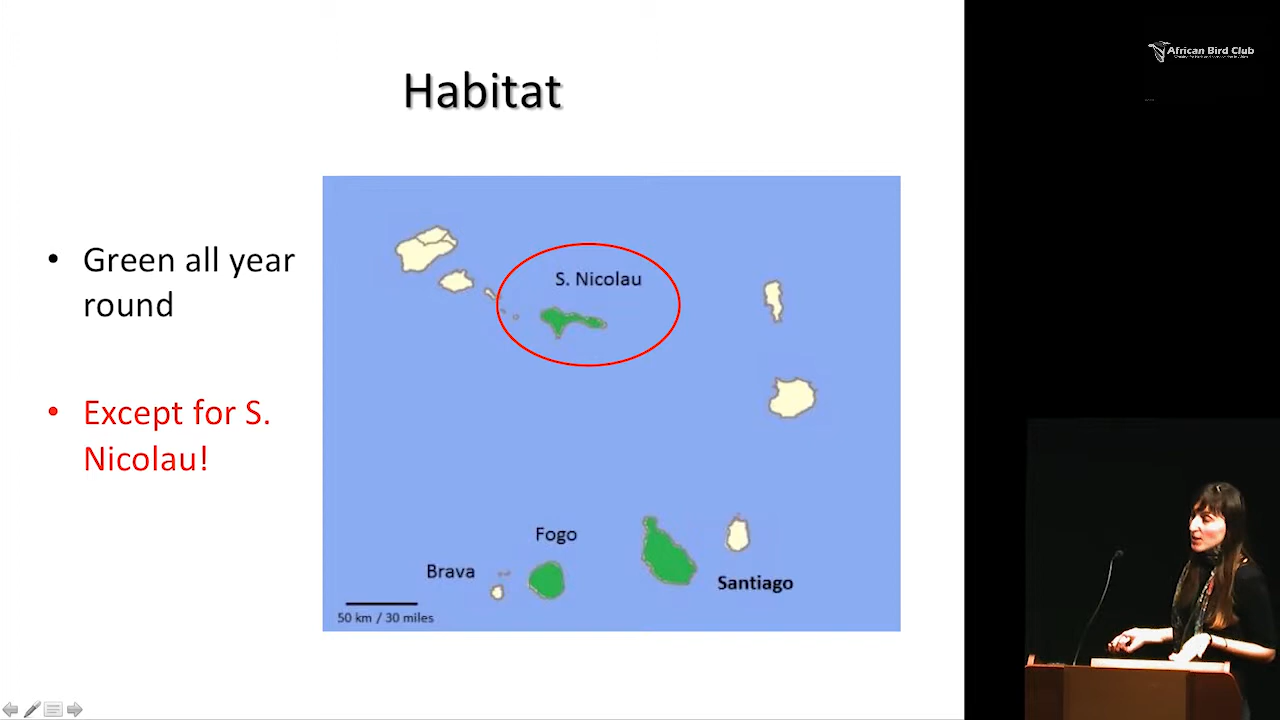 African Bird Club
Habitat
• Green all year
round
• Except for S.
Nicolau!
S. Nicolau
Fogo
Brava
Santiago
50 km / 30 miles